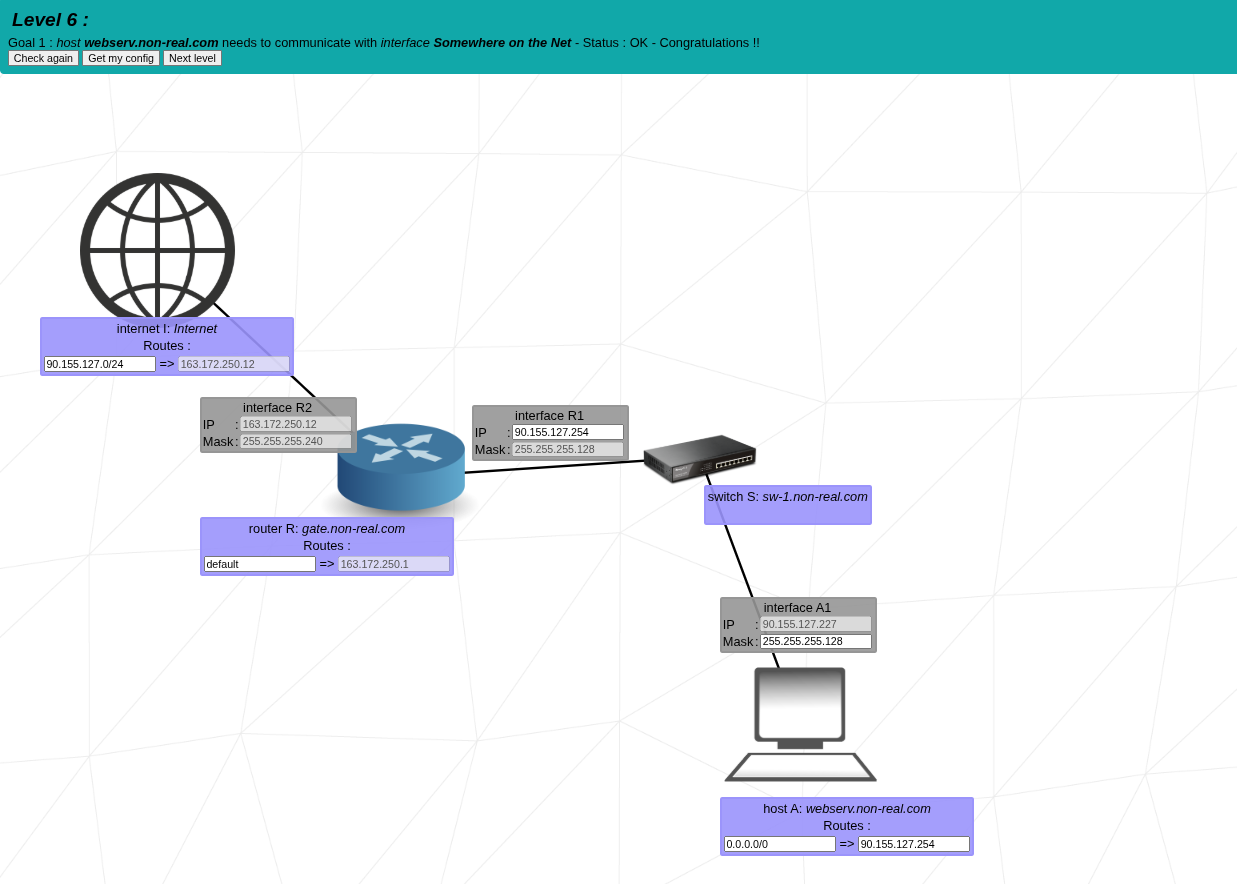 Level 6 :
Goal 1 : host webserv.non-real.com needs to communicate with interface Somewhere on the Net - Status : OK - Congratulations !!
Check again Get my config Next level
internet I: Internet
Routes :
90.155.127.0/24 => 163.172.250.12
interface R2
IP : 163.172.250.12
Mask : 255.255.255.240
interface R1
IP : 90.155.127.254
Mask : 255.255.255.128
switch S: sw-1.non-real.com
router R: gate.non-real.com
Routes :
default => 163.172.250.1
interface A1
IP : 90.155.127.227
Mask : 255.255.255.128
host A: webserv.non-real.com
Routes :
0.0.0.0/0 => 90.155.127.254